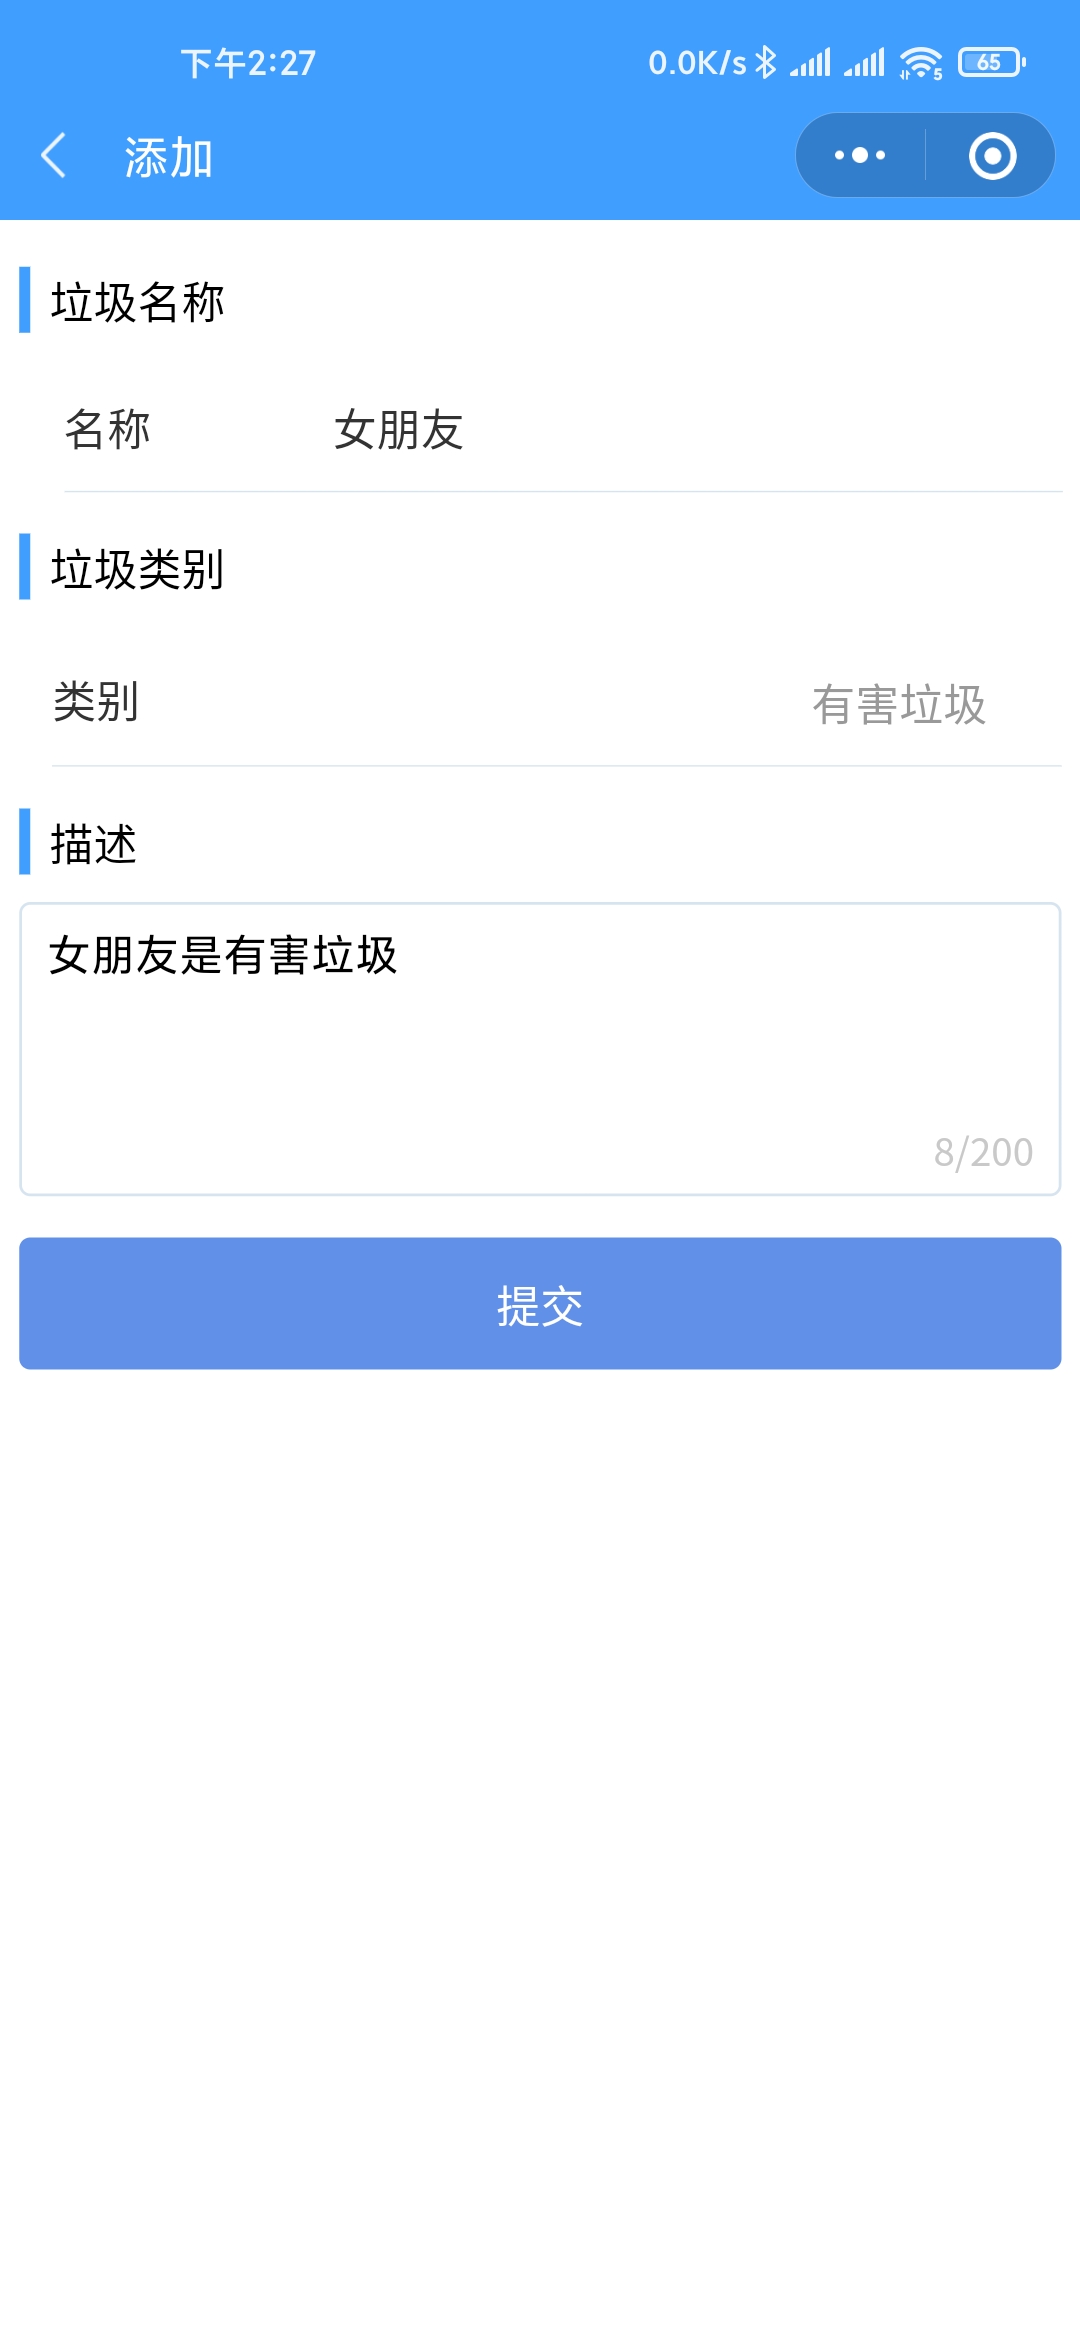 下午2:27
0.0K/s
5
65
添加
垃圾名称
名称 女朋友
垃圾类别
类别 有害垃圾
描述
女朋友是有害垃圾
8/200
提交